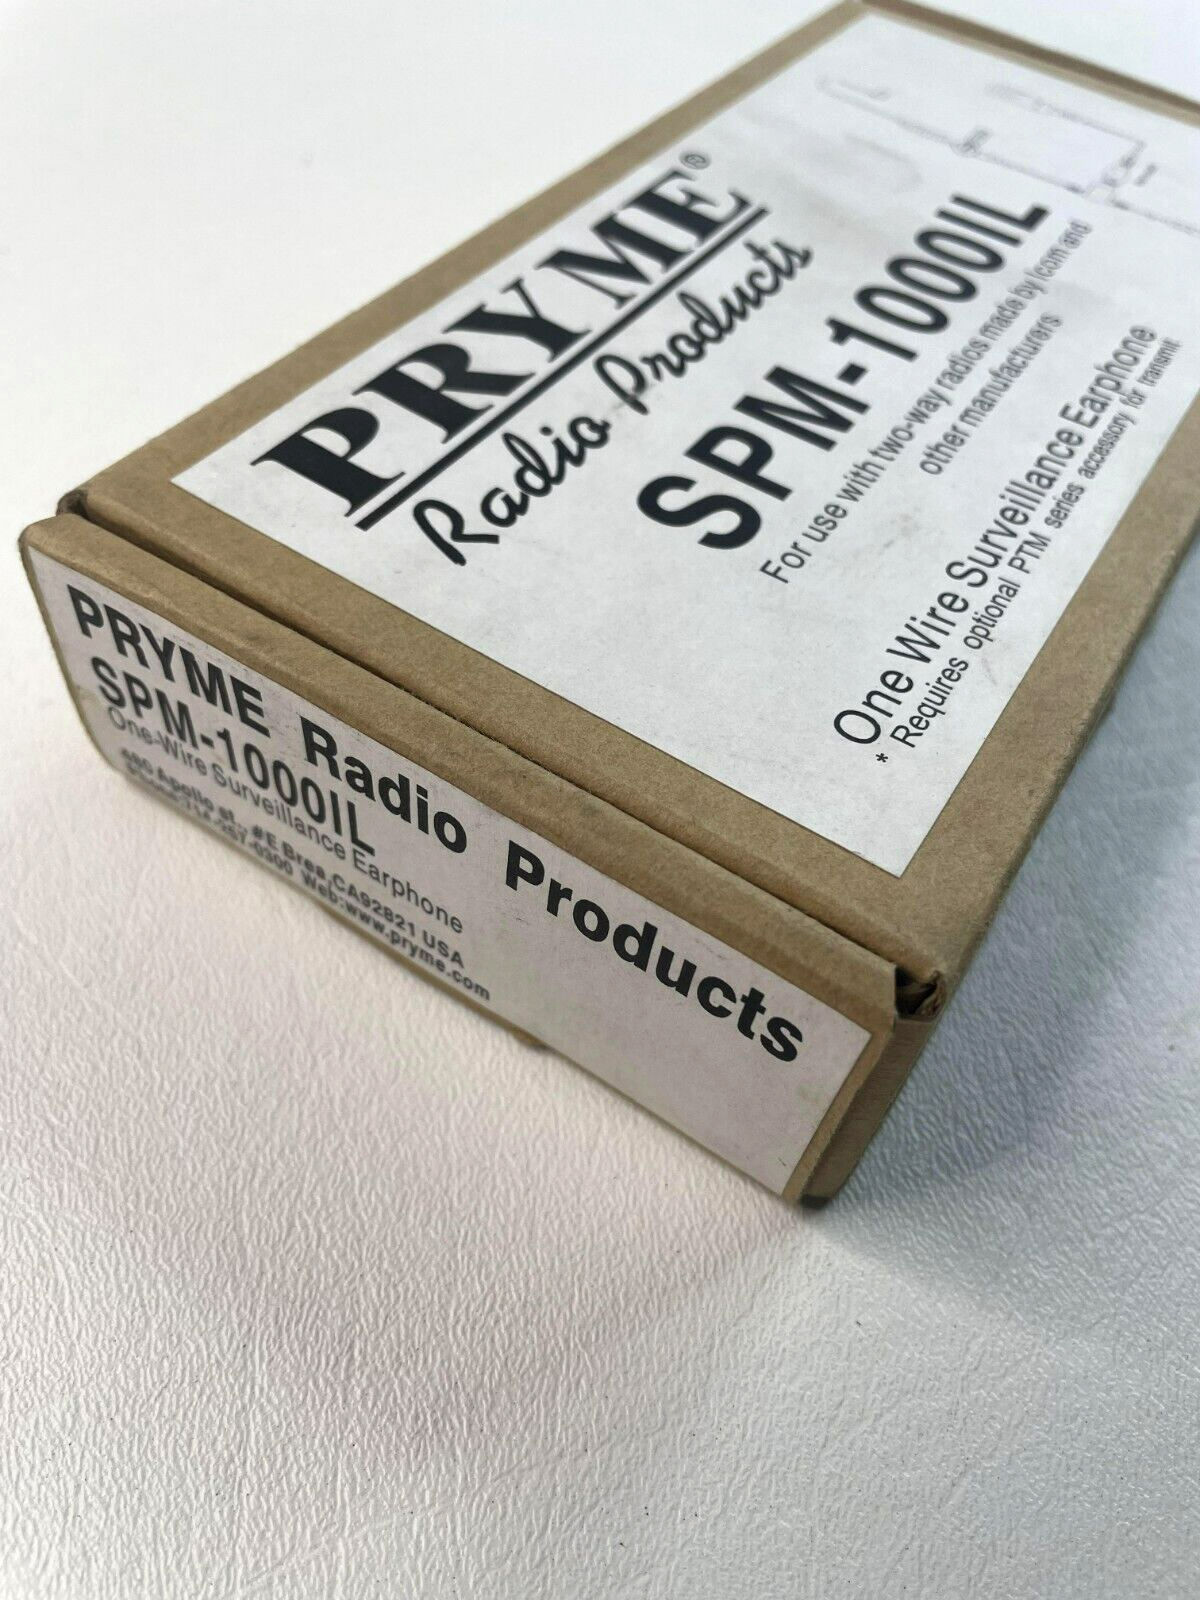 PRYME®
Radio Products
SPM-1000IL
For use with two-way radios made by Icom and
other manufacturers
One Wire Surveillance Earphone
* Requires optional PTM series accessory for transmit
PRYME Radio Products
SPM-1000IL
One-Wire Surveillance Earphone
Apollo st., #E Brea, CA92821 USA
Web:www.pryme.com